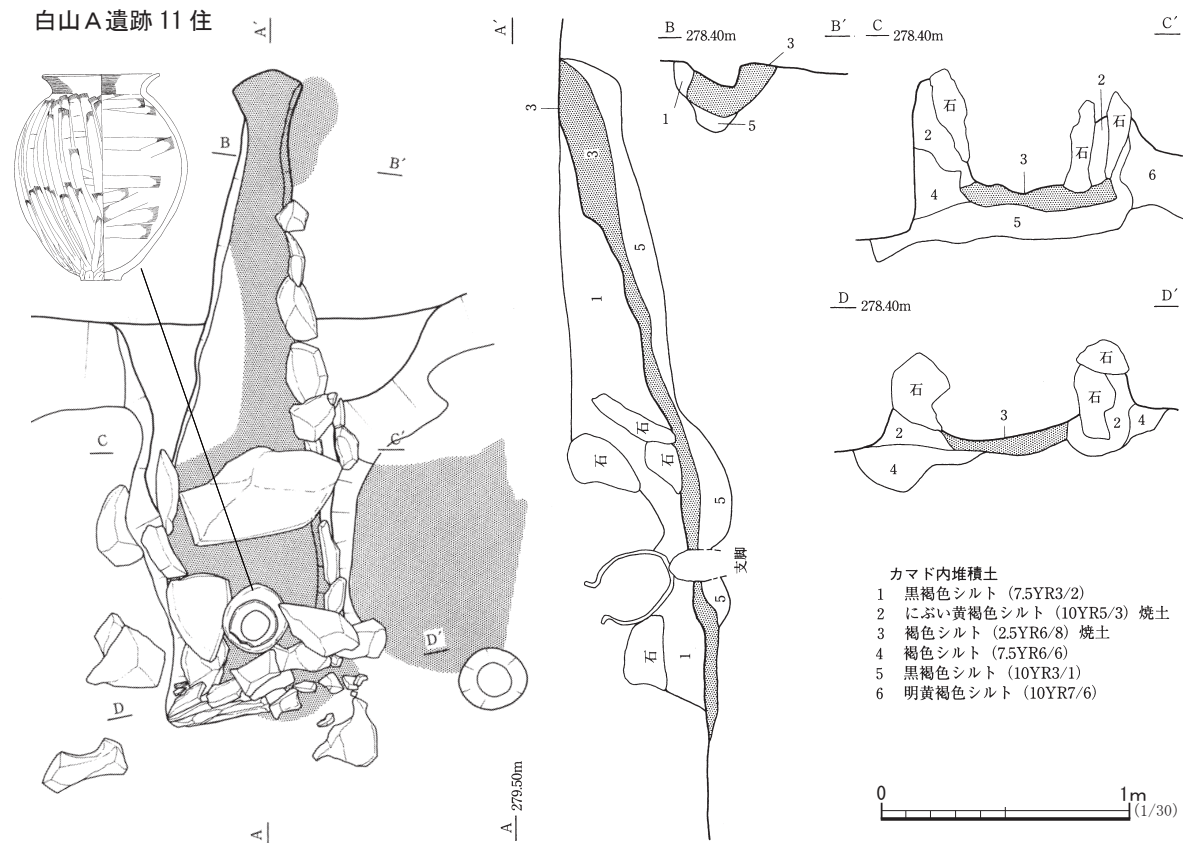 白山A遺跡 11 住
A′
A′
B 278.40m B′
C 278.40m C′
3
1
5
2
石
石
石
2
3
4
5
6
3
3
5
1
B
B′
C
C′
D 278.40m D′
石
石
石
3
2
2
4
4
石
石
石
5
支脚
5
石
1
D
D′
A
A 279.50m
カマド内堆積土
1 黒褐色シルト（7.5YR3/2）
2 にぶい黄褐色シルト（10YR5/3）焼土
3 褐色シルト（2.5YR6/8）焼土
4 褐色シルト（7.5YR6/6）
5 黒褐色シルト（10YR3/1）
6 明黄褐色シルト（10YR7/6）
0 1m
(1/30)